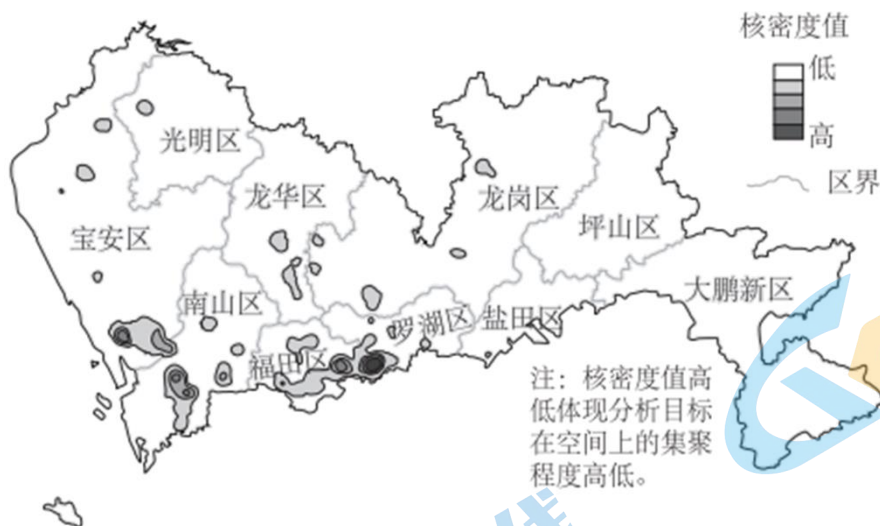 核密度值
低
高
区界
光明区
龙华区
龙岗区
坪山区
宝安区
大鹏新区
南山区
罗湖区
盐田区
福田区
注：核密度值高
低体现分析目标
在空间上的集聚
程度高低。
线